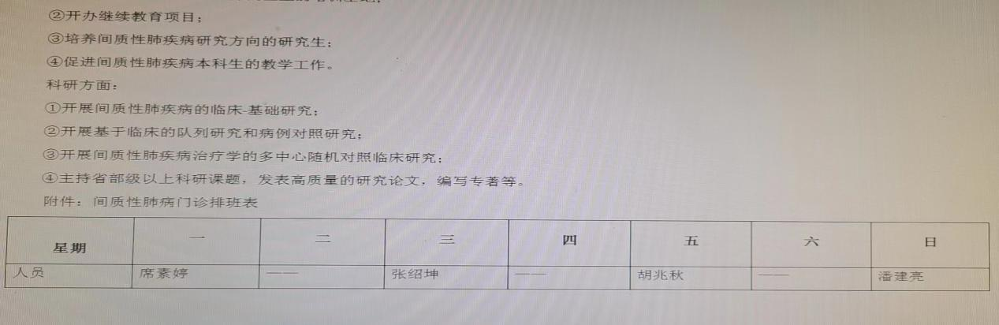 ②开办继续教育项目；
③培养间质性肺疾病研究方向的研究生；
④促进间质性肺疾病本科生的教学工作。
科研方面：
①开展间质性肺疾病的临床-基础研究；
②开展基于临床的队列研究和病例对照研究；
③开展间质性肺疾病治疗学的多中心随机对照临床研究；
④主持省部级以上科研课题，发表高质量的研究论文，编写专著等。
附件：间质性肺病门诊排班表
星期 一 二 三 四 五 六 日
人员 席素婷 —— 张绍坤 —— 胡兆秋 —— 潘建亮